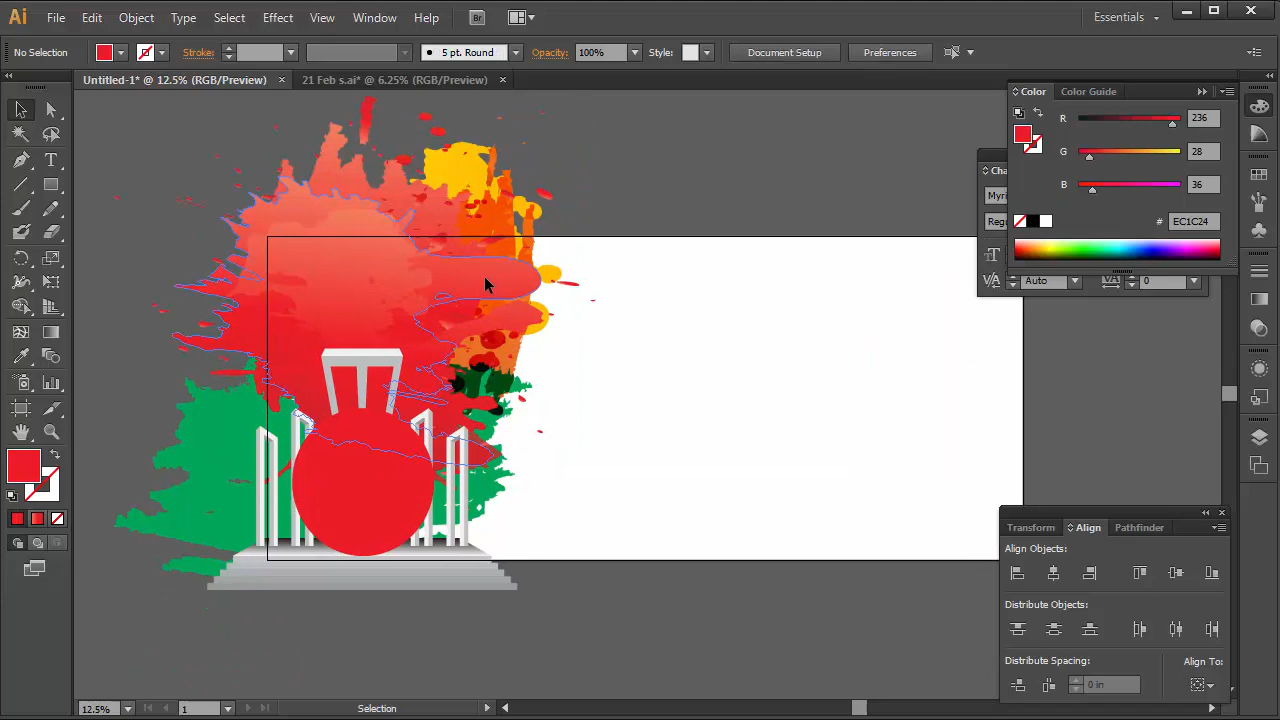 Ai File Edit Object Type Select Effect View Window Help Br Essentials
No Selection Stroke: 5 pt. Round Opacity: 100% Style: Document Setup Preferences
Untitled-1* @ 12.5% (RGB/Preview) × 21 Feb s.ai* @ 6.25% (RGB/Preview) ×
Color Color Guide
R 236
G 28
B 36
# EC1C24
Auto 0
Transform Align Pathfinder
Align Objects:
Distribute Objects:
Distribute Spacing: Align To:
0 in
12.5% 1 Selection